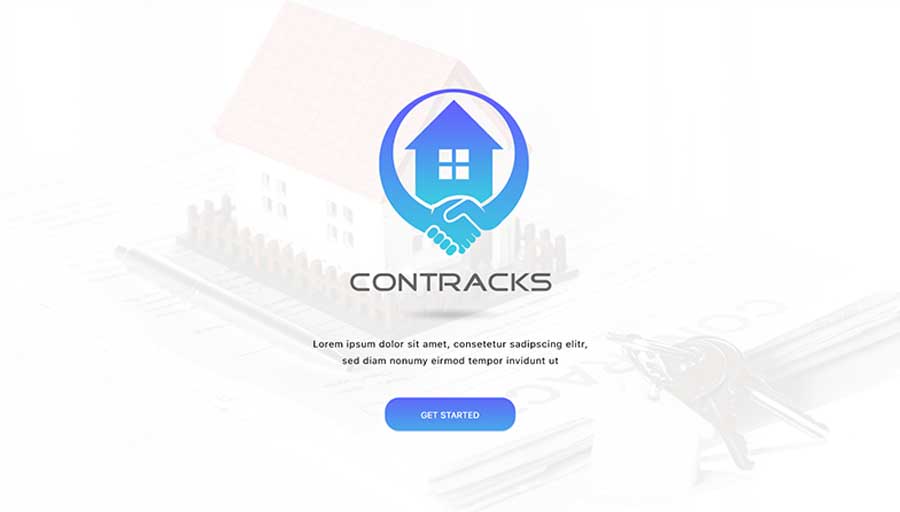 CONTRACKS
Lorem ipsum dolor sit amet, consetetur sadipscing elitr,
sed diam nonumy eirmod tempor invidunt ut
GET STARTED